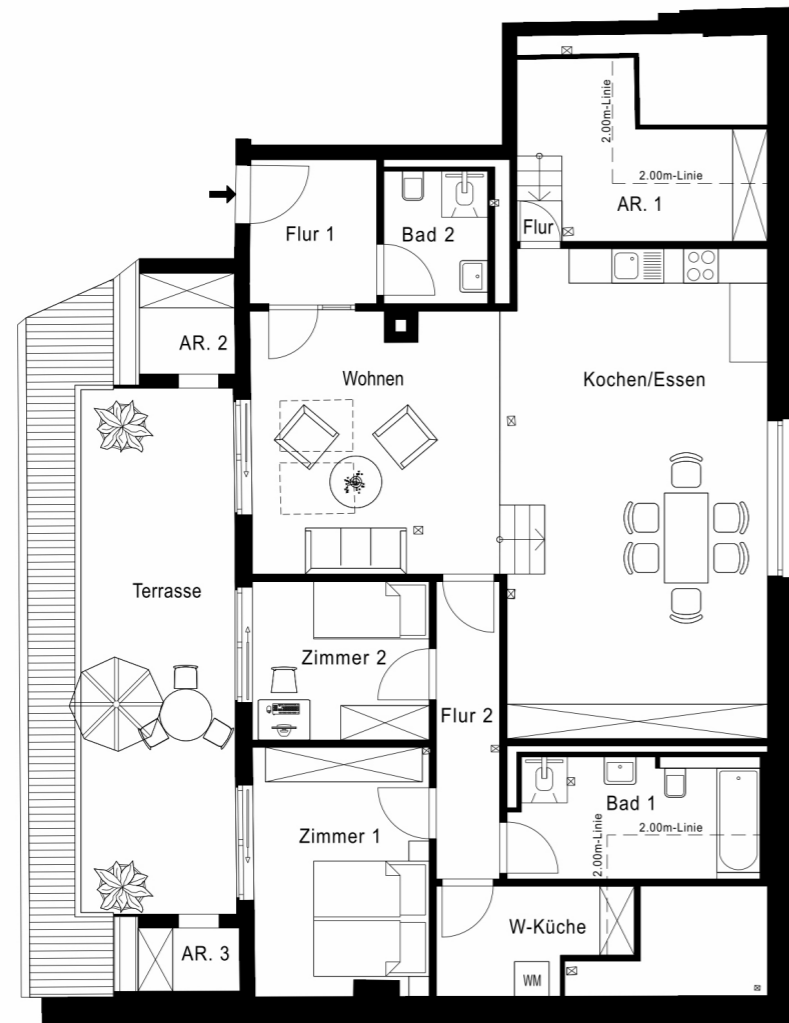 2.00m-Linie
2.00m-Linie
AR. 1
Flur
Flur 1
Bad 2
AR. 2
Wohnen
Kochen/Essen
Terrasse
Zimmer 2
Flur 2
Zimmer 1
Bad 1
2.00m-Linie
2.00m-Linie
W-Küche
AR. 3
WM